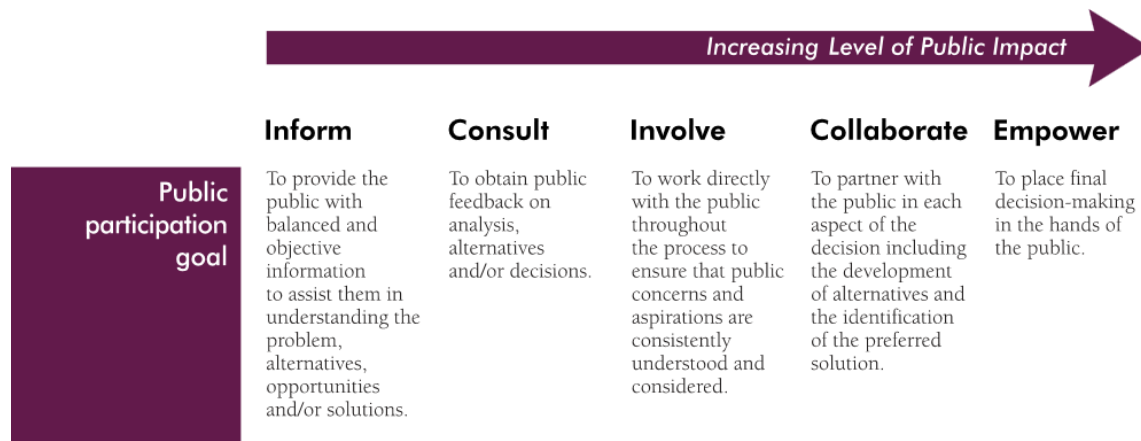 Increasing Level of Public Impact
Inform
Consult
Involve
Collaborate
Empower
Public
participation
goal
To provide the
public with
balanced and
objective
information
to assist them in
understanding the
problem,
alternatives,
opportunities
and/or solutions.
To obtain public
feedback on
analysis,
alternatives
and/or decisions.
To work directly
with the public
throughout
the process to
ensure that public
concerns and
aspirations are
consistently
understood and
considered.
To partner with
the public in each
aspect of the
decision including
the development
of alternatives and
the identification
of the preferred
solution.
To place final
decision-making
in the hands of
the public.